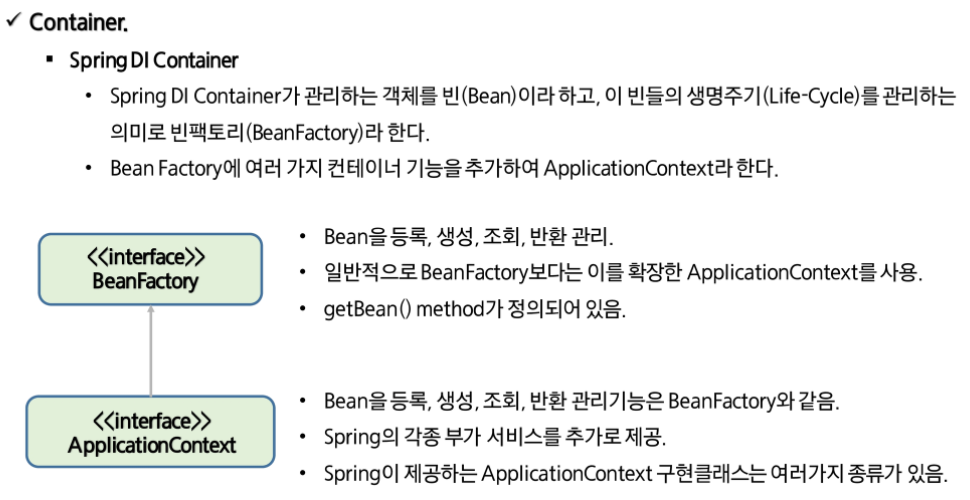 ✓ Container.
▪ Spring DI Container
• Spring DI Container가 관리하는 객체를 빈(Bean)이라 하고, 이 빈들의 생명주기(Life-Cycle)를 관리하는
의미로 빈팩토리(BeanFactory)라 한다.
• Bean Factory에 여러 가지 컨테이너 기능을 추가하여 ApplicationContext라 한다.
<<interface>>
BeanFactory
• Bean을 등록, 생성, 조회, 반환 관리.
• 일반적으로 BeanFactory보다는 이를 확장한 ApplicationContext를 사용.
• getBean() method가 정의되어 있음.
<<interface>>
ApplicationContext
• Bean을 등록, 생성, 조회, 반환 관리기능은 BeanFactory와 같음.
• Spring의 각종 부가 서비스를 추가로 제공.
• Spring이 제공하는 ApplicationContext 구현클래스는 여러가지 종류가 있음.